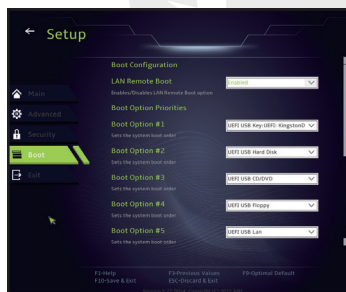 Setup
Boot Configuration
LAN Remote Boot
Enabled
Enables/Disables LAN Remote Boot option
Boot Option Priorities
Boot Option #1
UEFI USB Key:UEFI: KingstonD
Sets the system boot order
Boot Option #2
UEFI USB Hard Disk
Sets the system boot order
Boot Option #3
UEFI USB CD/DVD
Sets the system boot order
Boot Option #4
UEFI USB Floppy
Sets the system boot order
Boot Option #5
UEFI USB Lan
Sets the system boot order
Main
Advanced
Security
Boot
Exit
F1-Help
F3-Previous Values
F9-Optimal Default
F10-Save & Exit
ESC-Discard & Exit